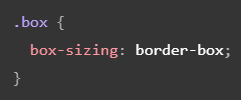 .box {
  box-sizing: border-box;
}